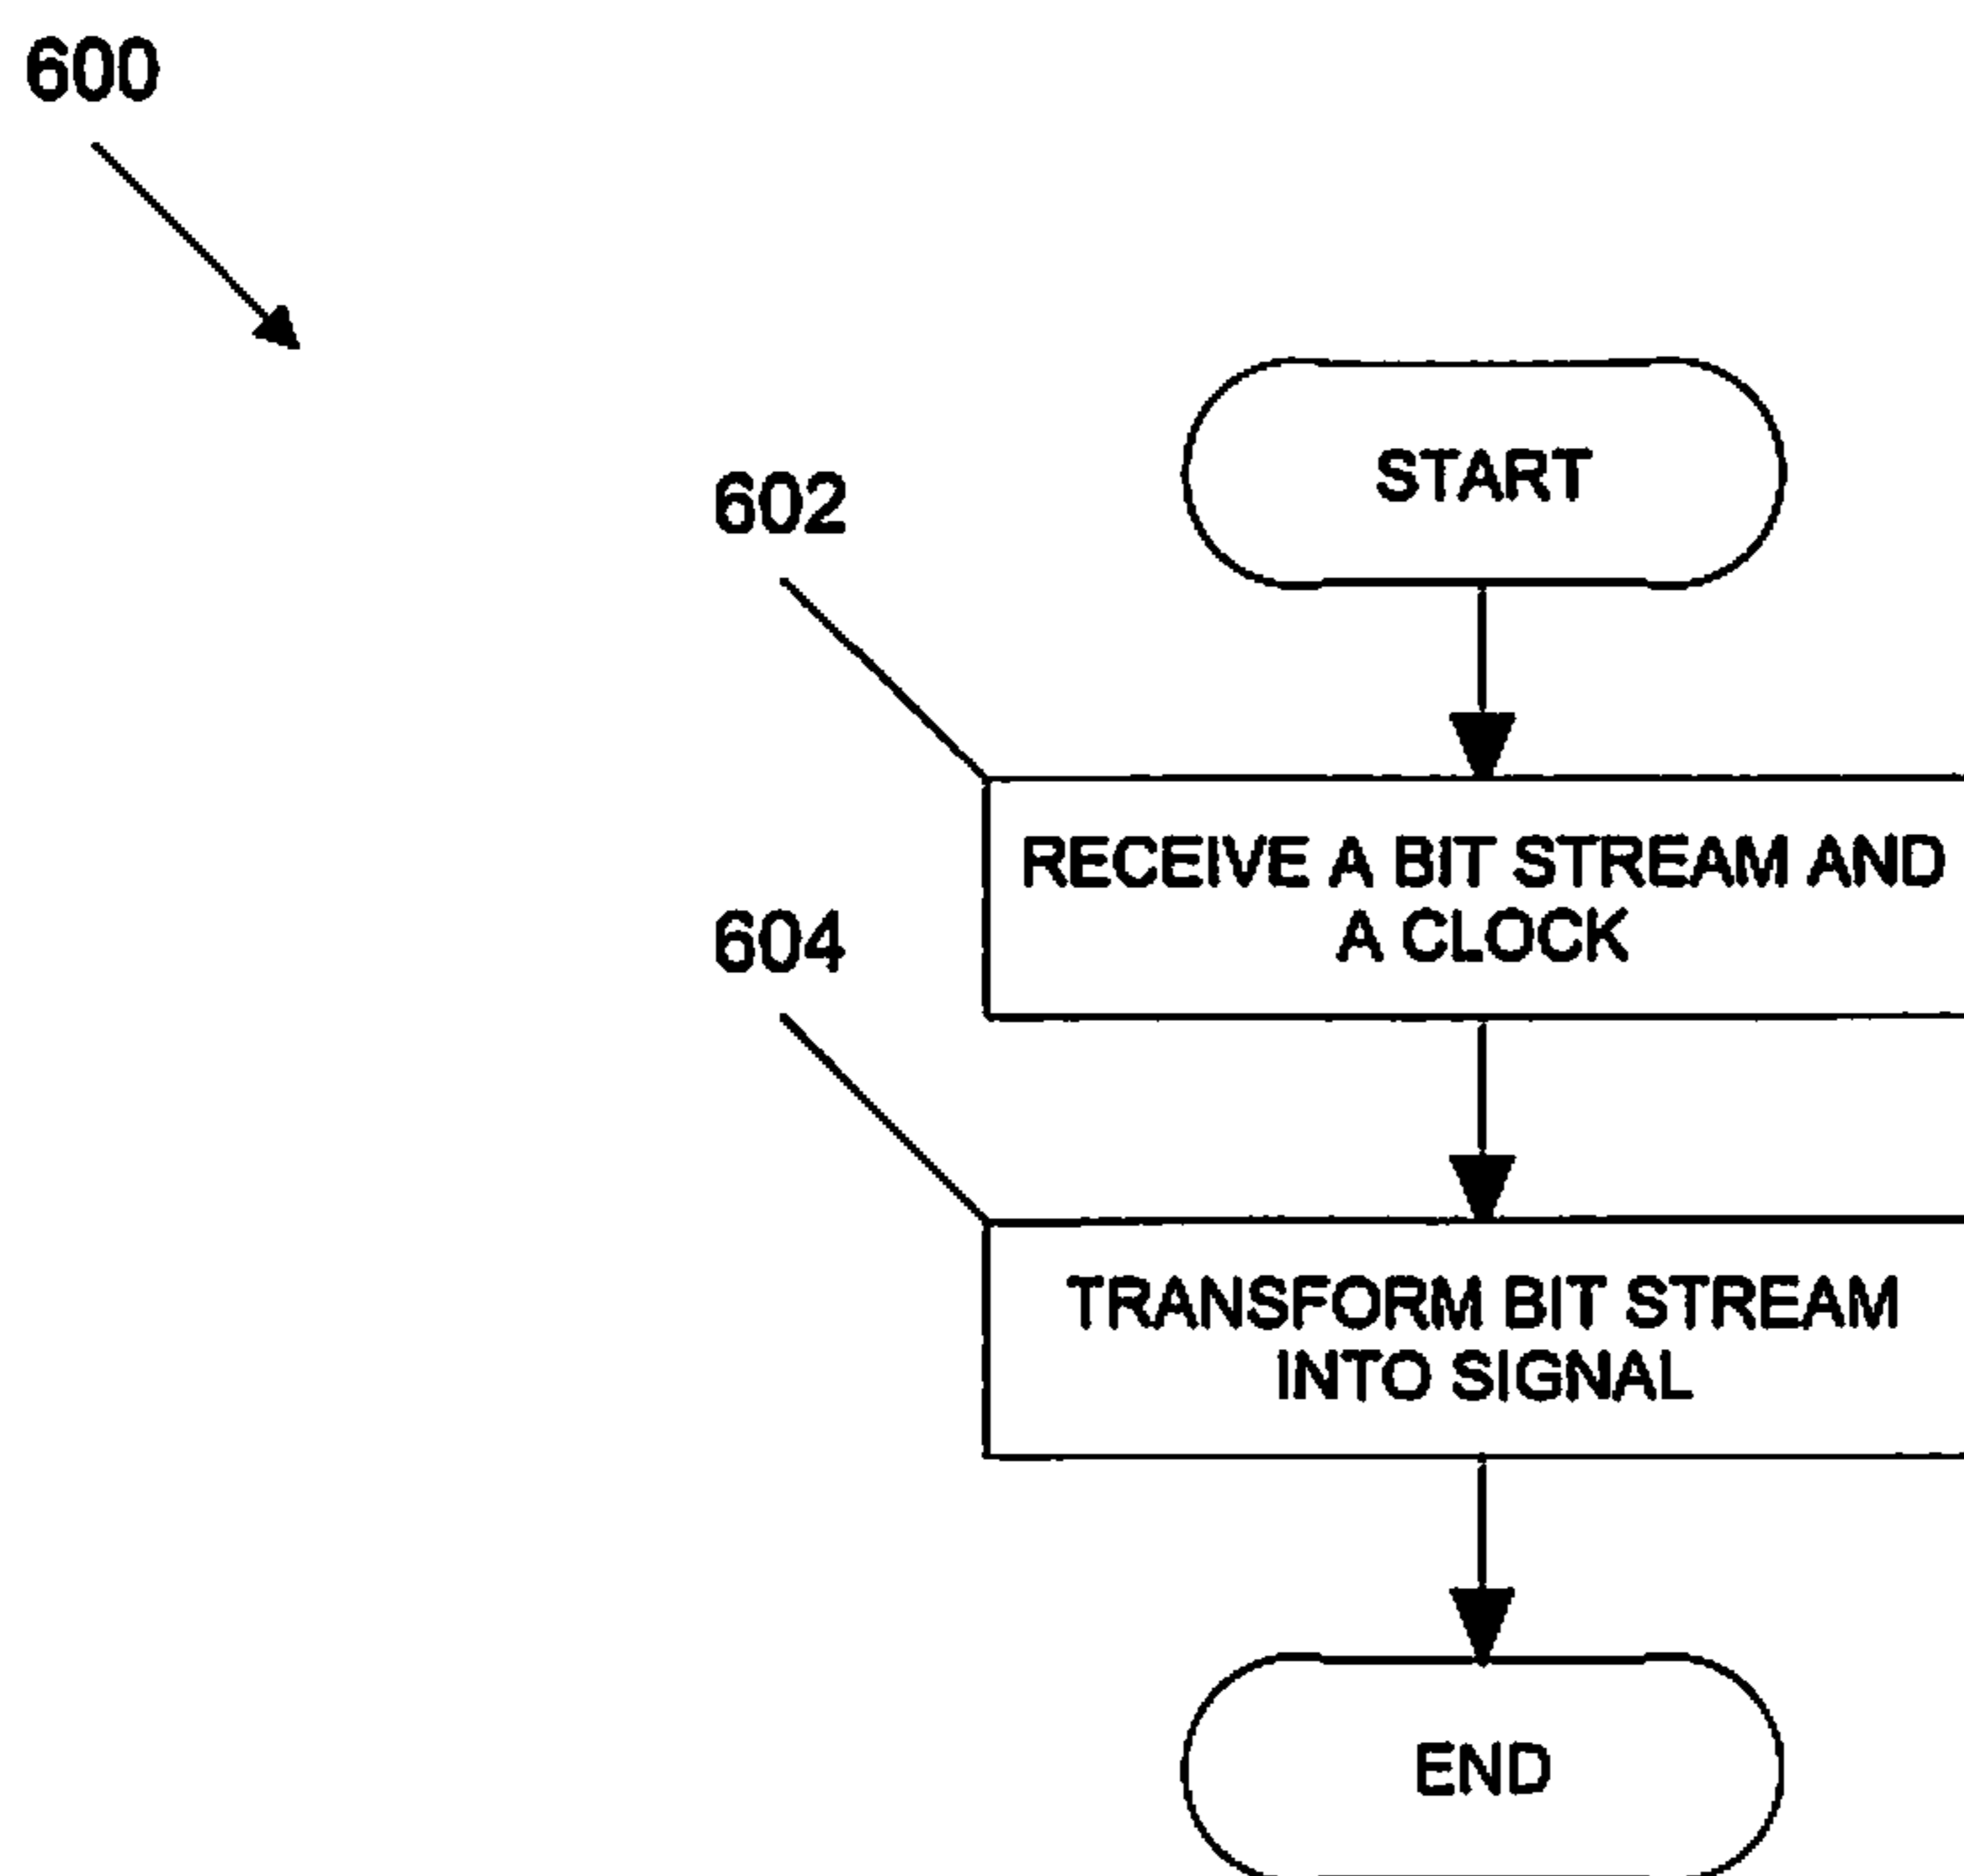 600
START
602
RECEIVE A BIT STREAM AND
A CLOCK
604
TRANSFORM BIT STREAM
INTO SIGNAL
END